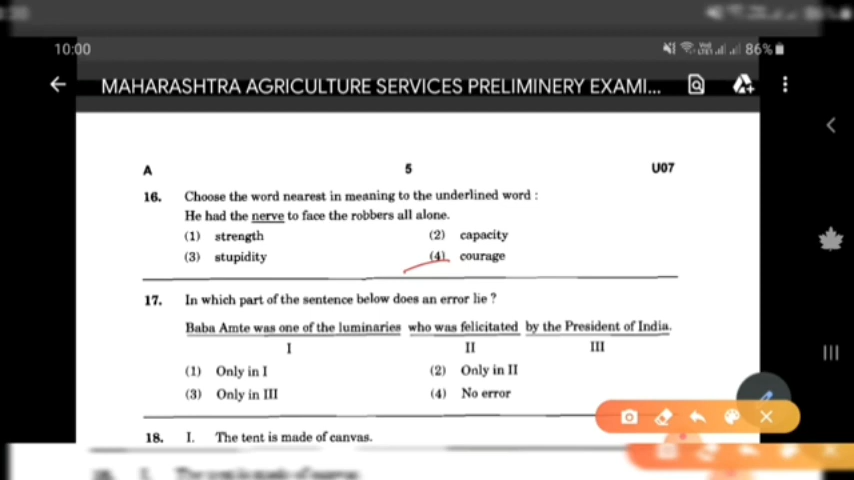 10:00 86%
MAHARASHTRA AGRICULTURE SERVICES PRELIMINERY EXAMI...
A 5 U07
16. Choose the word nearest in meaning to the underlined word :
He had the nerve to face the robbers all alone.
(1) strength (2) capacity
(3) stupidity (4) courage
17. In which part of the sentence below does an error lie ?
Baba Amte was one of the luminaries who was felicitated by the President of India.
I II III
(1) Only in I (2) Only in II
(3) Only in III (4) No error
18. I. The tent is made of canvas.